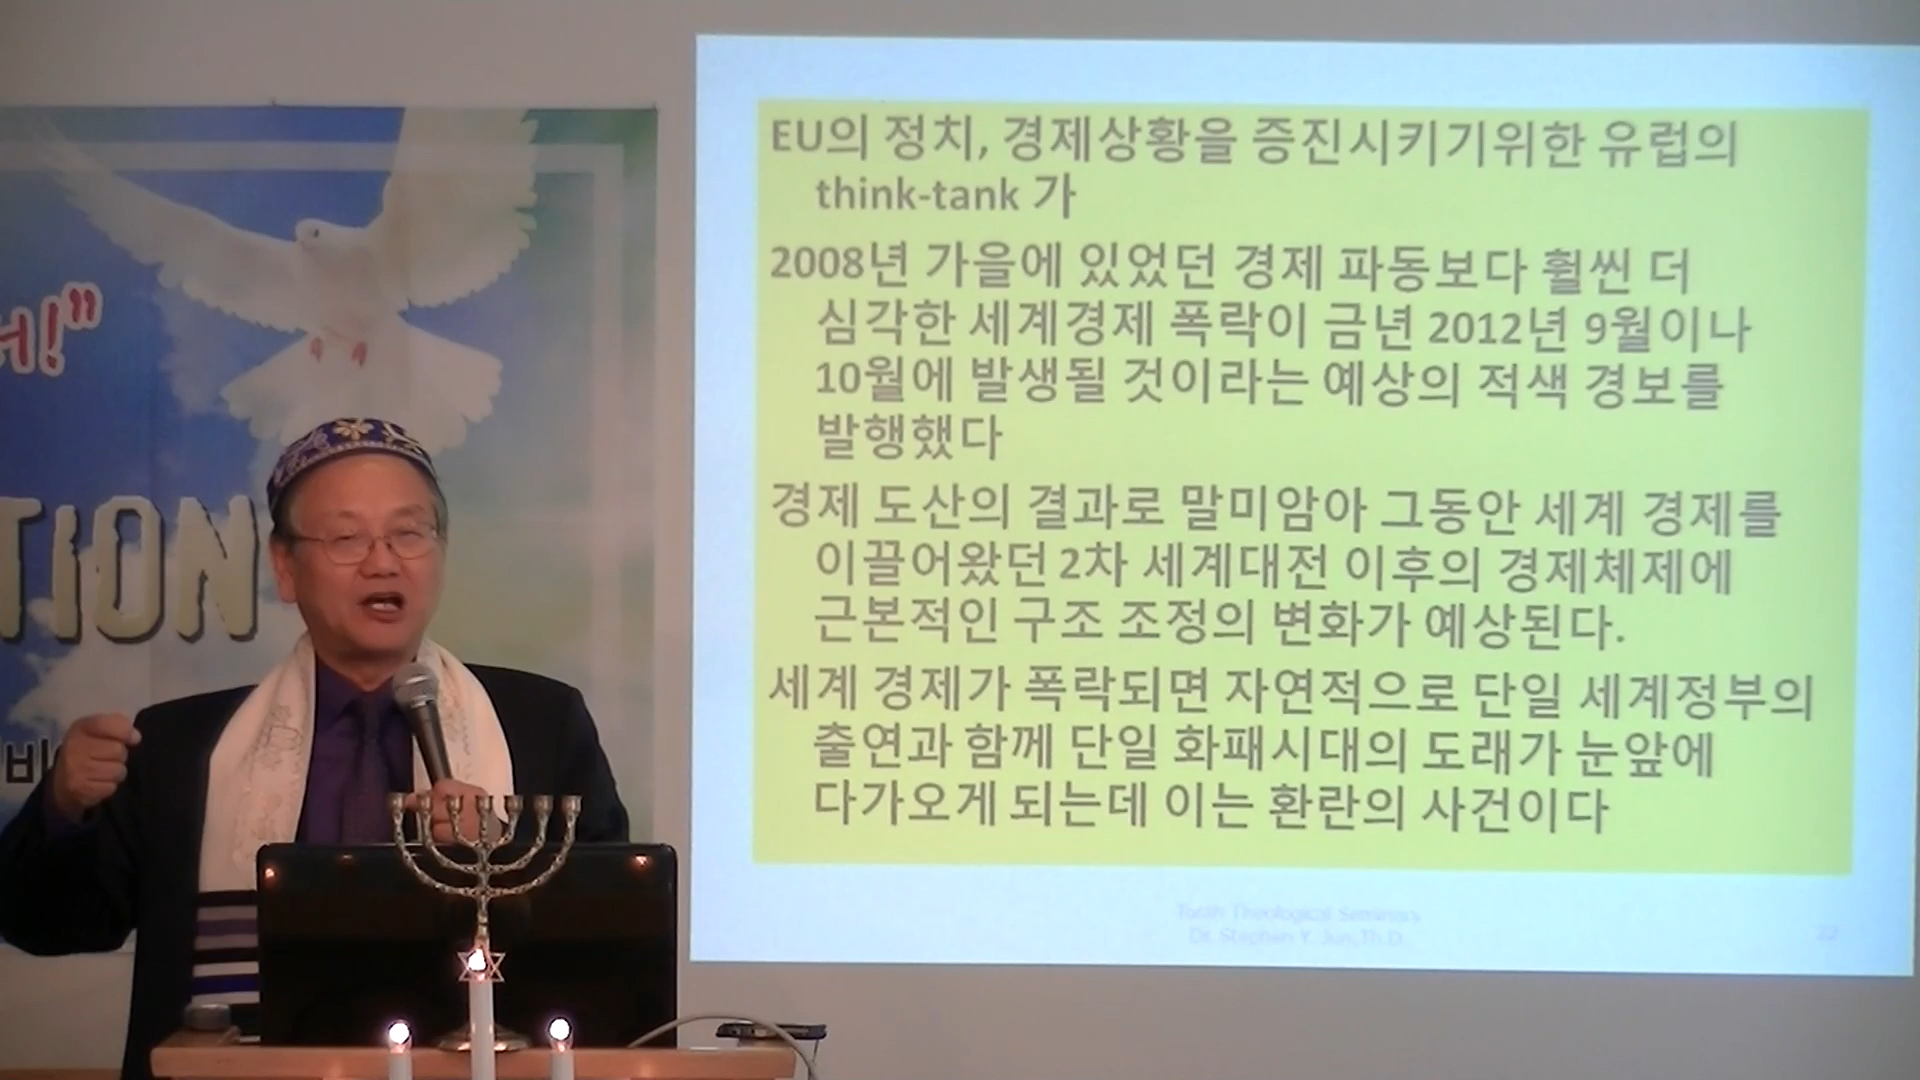 EU의 정치, 경제상황을 증진시키기위한 유럽의
think-tank 가
2008년 가을에 있었던 경제 파동보다 훨씬 더
심각한 세계경제 폭락이 금년 2012년 9월이나
10월에 발생될 것이라는 예상의 적색 경보를
발행했다
경제 도산의 결과로 말미암아 그동안 세계 경제를
이끌어왔던 2차 세계대전 이후의 경제체제에
근본적인 구조 조정의 변화가 예상된다.
세계 경제가 폭락되면 자연적으로 단일 세계정부의
출연과 함께 단일 화패시대의 도래가 눈앞에
다가오게 되는데 이는 환란의 사건이다
Theological Seminary
Dr. Stephen Y. Jun, Th.D.
22
TION